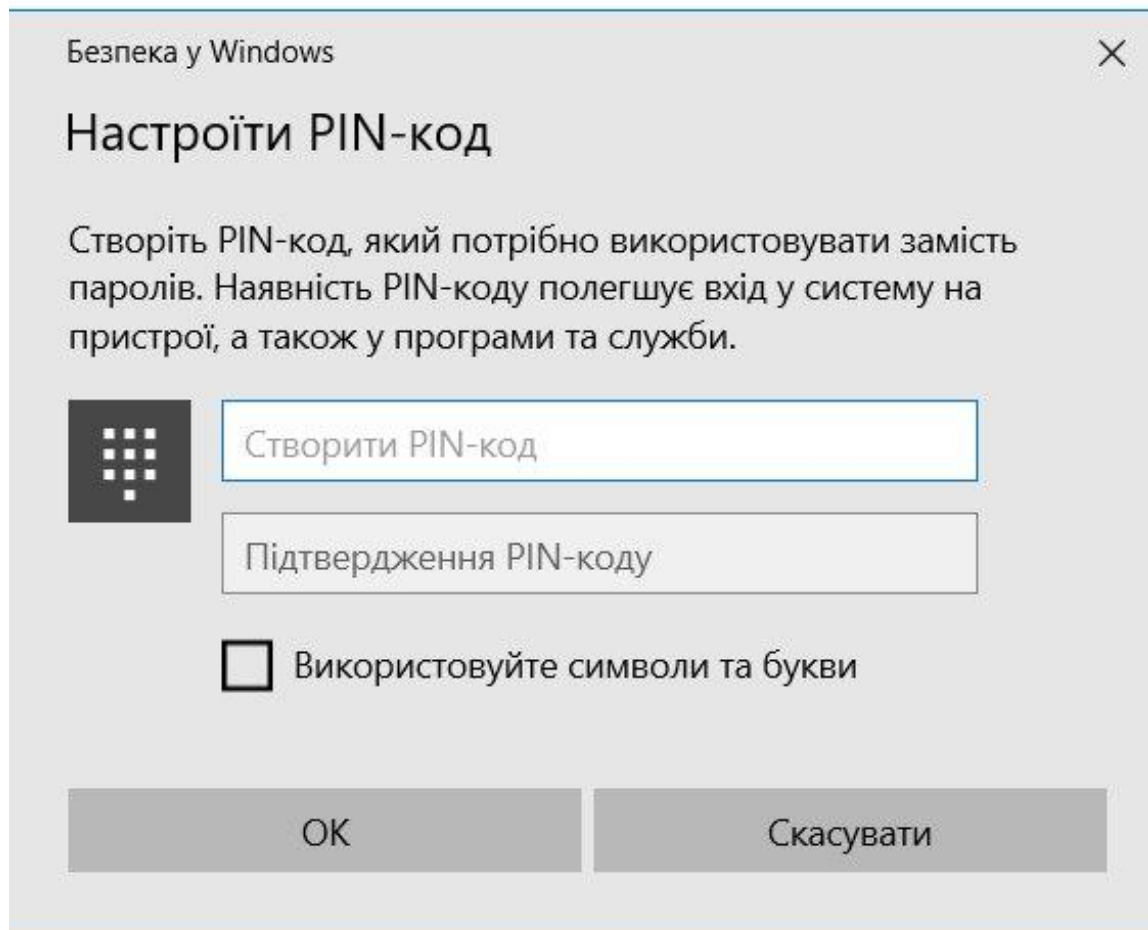 Безпека у Windows
Настроїти PIN-код
Створіть PIN-код, який потрібно використовувати замість
паролів. Наявність PIN-коду полегшує вхід у систему на
пристрої, а також у програми та служби.
Створити PIN-код
Підтвердження PIN-коду
Використовуйте символи та букви
ОК
Скасувати